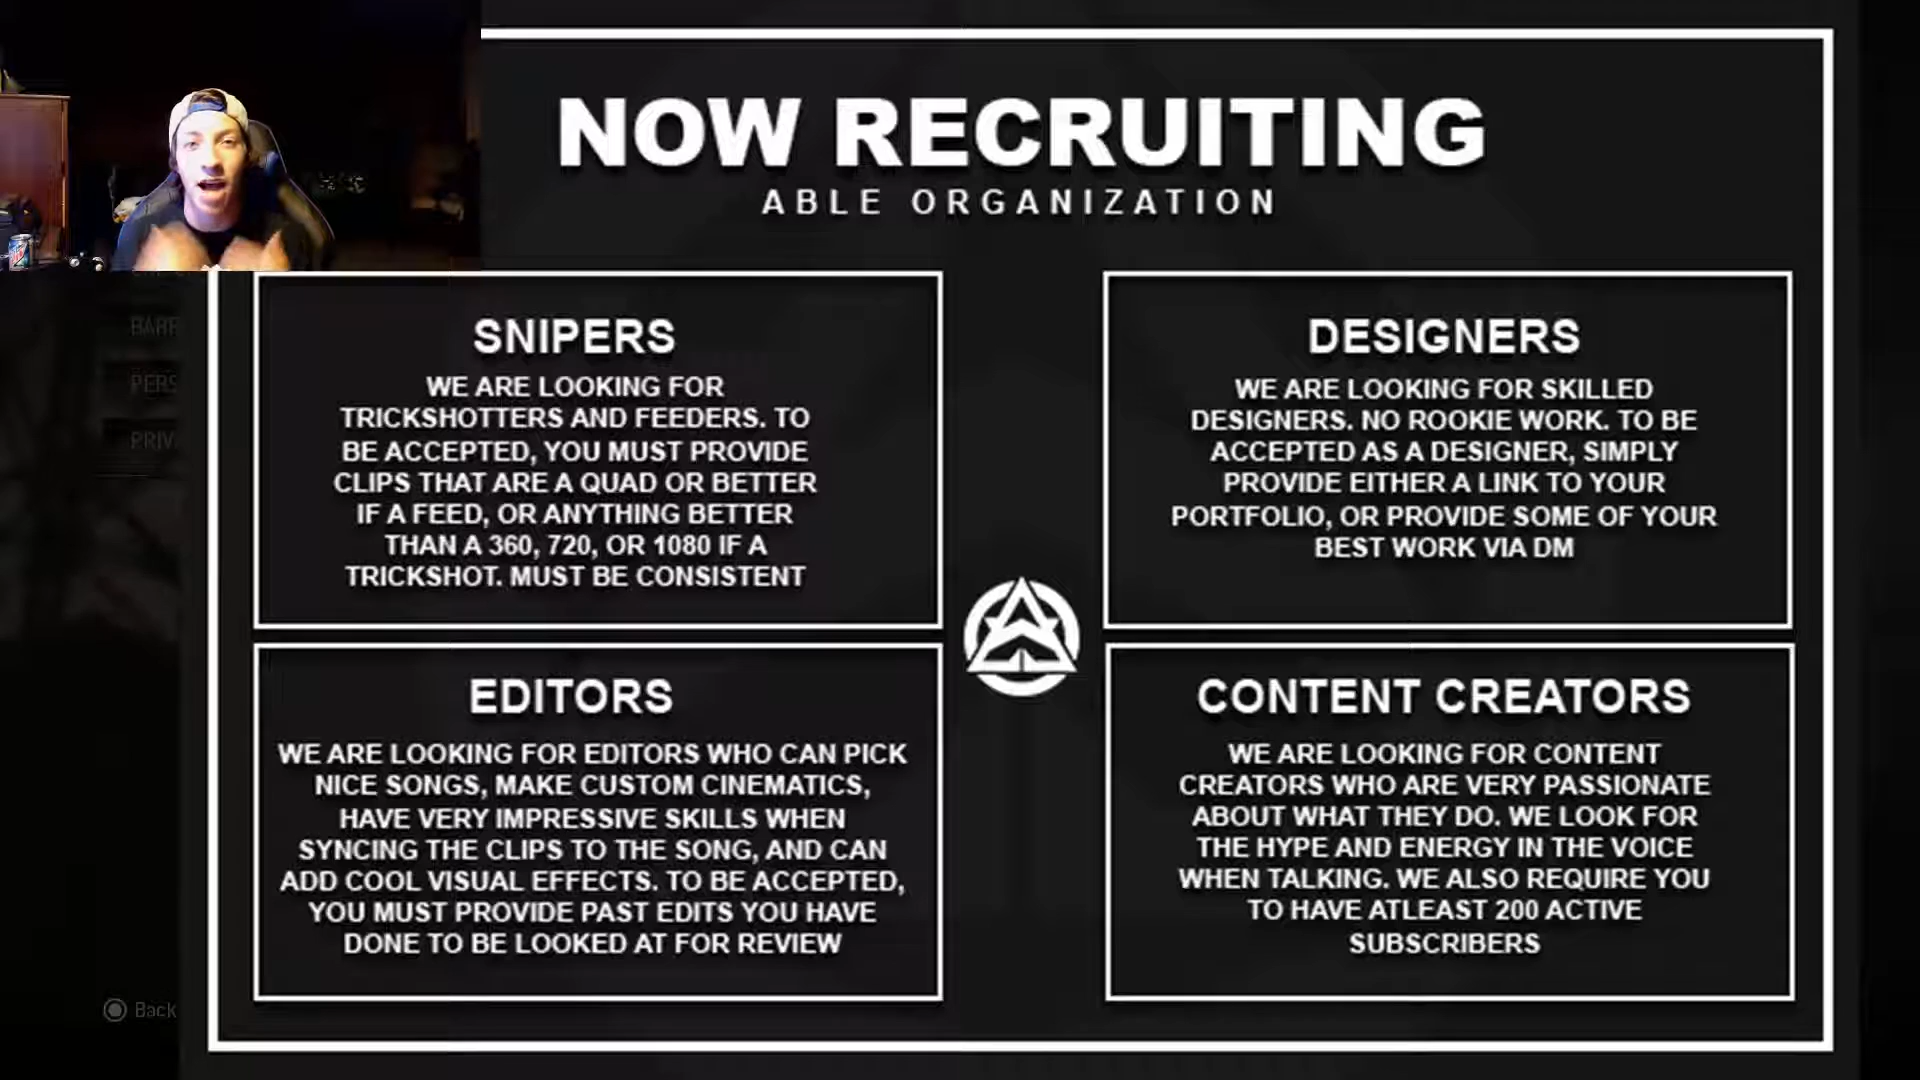 NOW RECRUITING
ABLE ORGANIZATION
SNIPERS
WE ARE LOOKING FOR
TRICKSHOTTERS AND FEEDERS. TO
BE ACCEPTED, YOU MUST PROVIDE
CLIPS THAT ARE A QUAD OR BETTER
IF A FEED, OR ANYTHING BETTER
THAN A 360, 720, OR 1080 IF A
TRICKSHOT. MUST BE CONSISTENT
DESIGNERS
WE ARE LOOKING FOR SKILLED
DESIGNERS. NO ROOKIE WORK. TO BE
ACCEPTED AS A DESIGNER, SIMPLY
PROVIDE EITHER A LINK TO YOUR
PORTFOLIO, OR PROVIDE SOME OF YOUR
BEST WORK VIA DM
EDITORS
WE ARE LOOKING FOR EDITORS WHO CAN PICK
NICE SONGS, MAKE CUSTOM CINEMATICS,
HAVE VERY IMPRESSIVE SKILLS WHEN
SYNCING THE CLIPS TO THE SONG, AND CAN
ADD COOL VISUAL EFFECTS. TO BE ACCEPTED,
YOU MUST PROVIDE PAST EDITS YOU HAVE
DONE TO BE LOOKED AT FOR REVIEW
CONTENT CREATORS
WE ARE LOOKING FOR CONTENT
CREATORS WHO ARE VERY PASSIONATE
ABOUT WHAT THEY DO. WE LOOK FOR
THE HYPE AND ENERGY IN THE VOICE
WHEN TALKING. WE ALSO REQUIRE YOU
TO HAVE ATLEAST 200 ACTIVE
SUBSCRIBERS
PERS
PRIV
Back